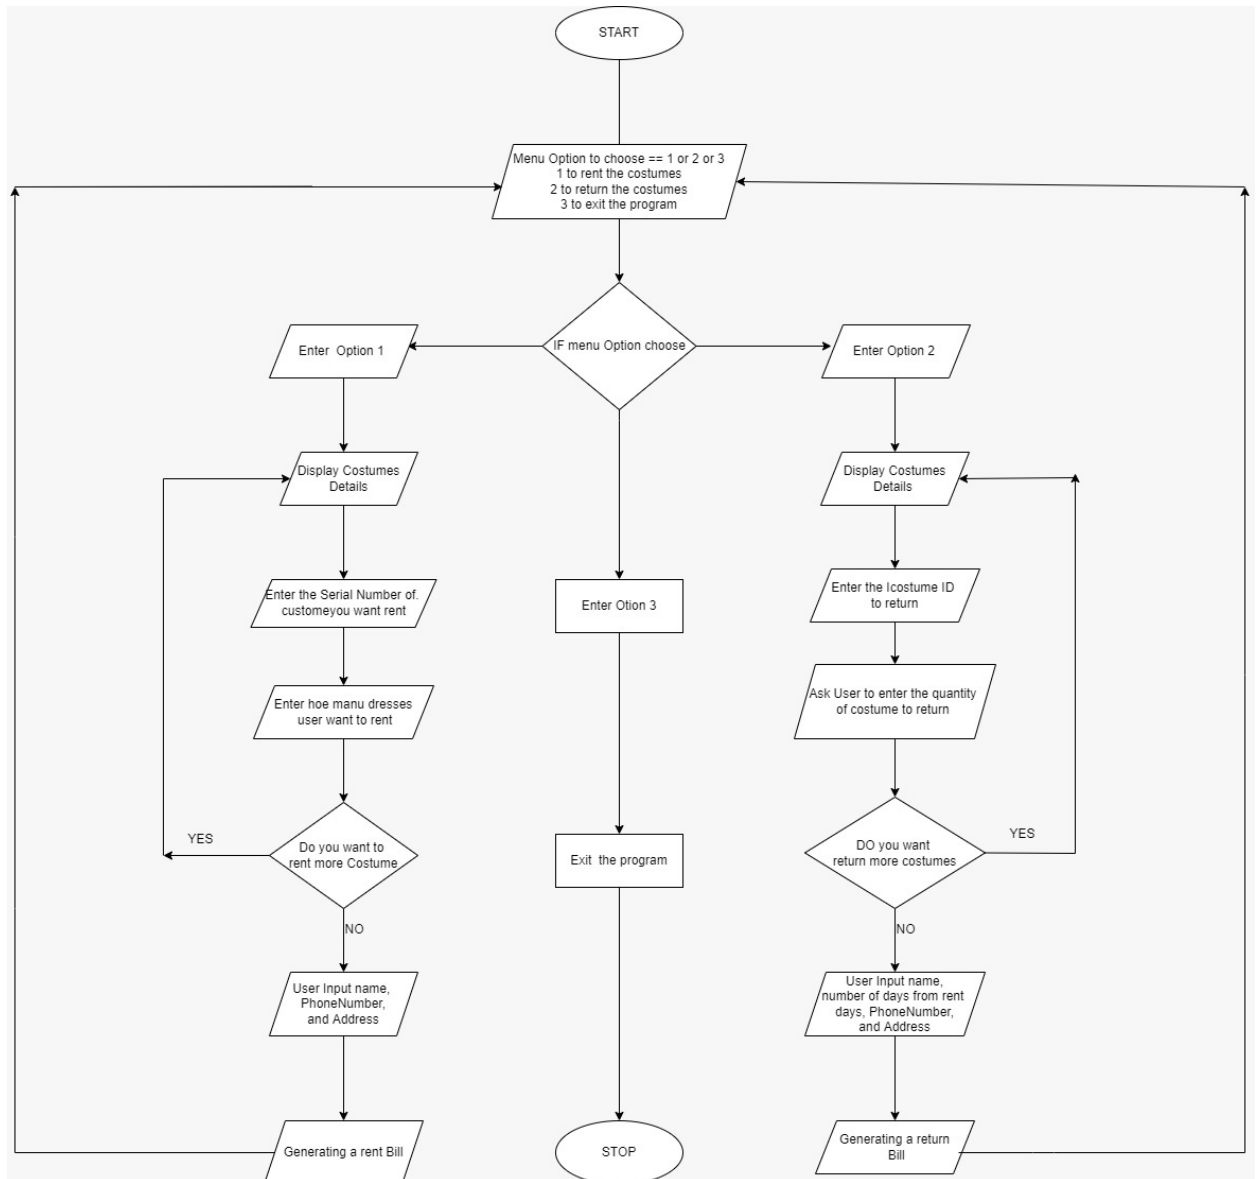 START
Menu Option to choose == 1 or 2 or 3
1 to rent the costumes
2 to return the costumes
3 to exit the program
IF menu Option choose
Enter  Option 1
Enter Option 2
Display Costumes
Details
Display Costumes
Details
Enter the Serial Number of.
customeyou want rent
Enter Otion 3
Enter the Icostume ID
to return
Enter hoe manu dresses
user want to rent
Ask User to enter the quantity
of costume to return
YES
Do you want to
rent more Costume
Exit  the program
DO you want
return more costumes
YES
NO
NO
User Input name,
PhoneNumber,
and Address
User Input name,
number of days from rent
days, PhoneNumber,
and Address
Generating a rent Bill
STOP
Generating a return
Bill